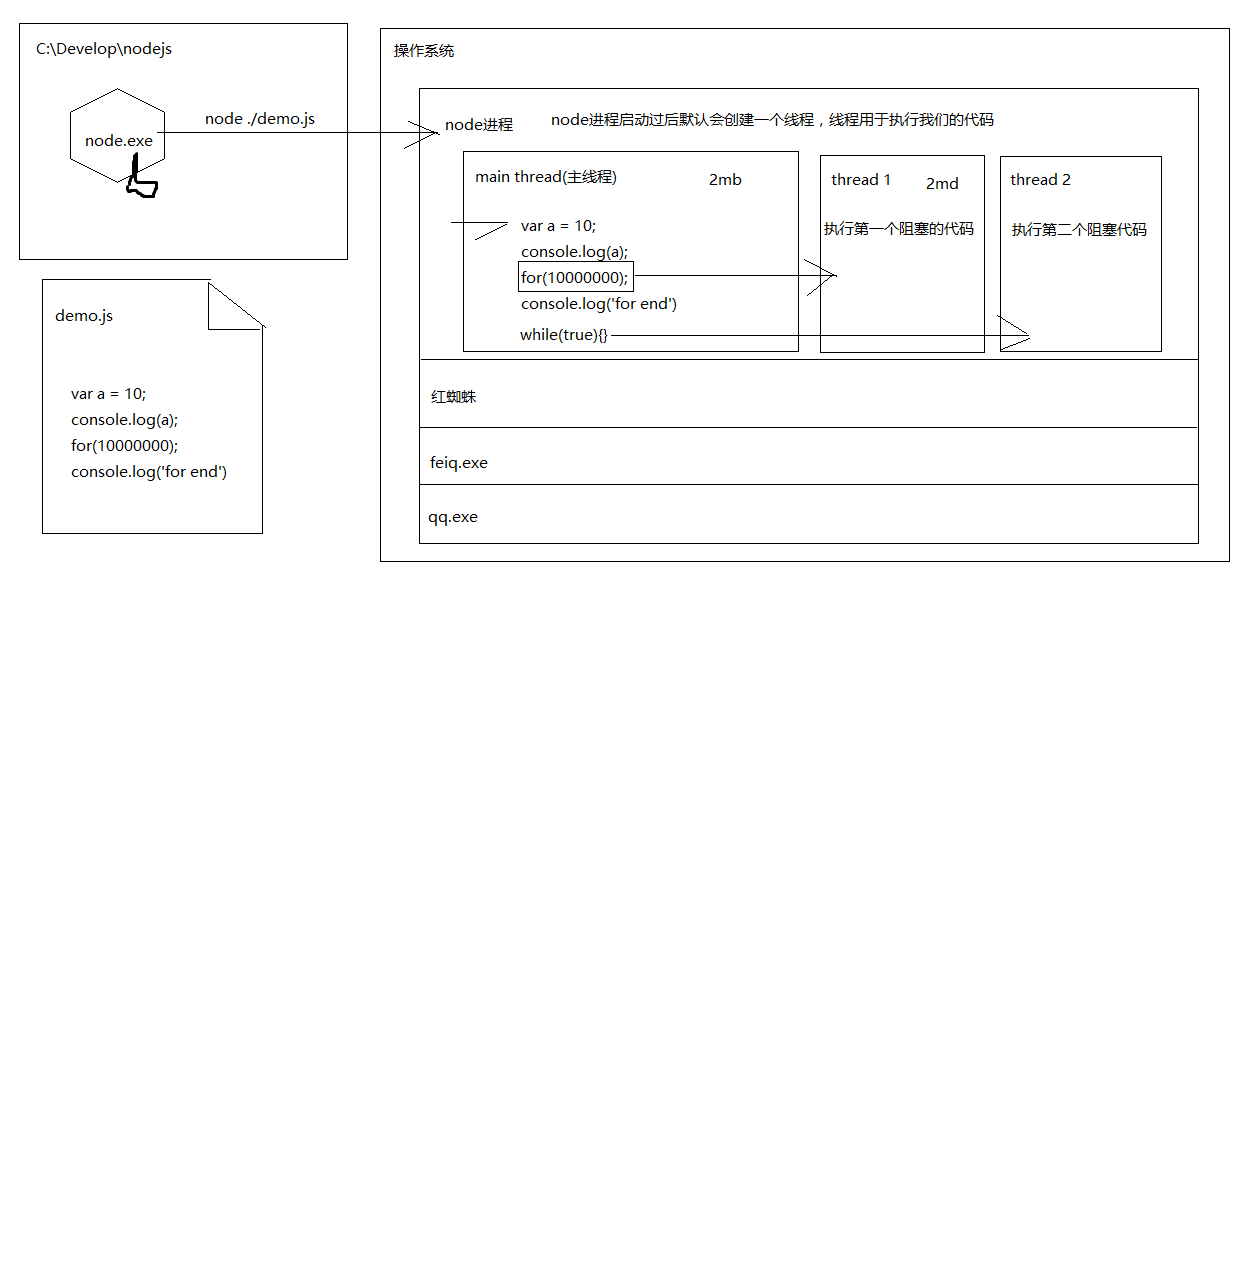 C:\Develop\nodejs
node.exe
node ./demo.js
demo.js
var a = 10;
console.log(a);
for(10000000);
console.log('for end')
操作系统
node进程
node进程启动过后默认会创建一个线程，线程用于执行我们的代码
main thread(主线程)
2mb
var a = 10;
console.log(a);
for(10000000);
console.log('for end')
while(true){}
thread 1
2md
执行第一个阻塞的代码
thread 2
执行第二个阻塞代码
红蜘蛛
feiq.exe
qq.exe